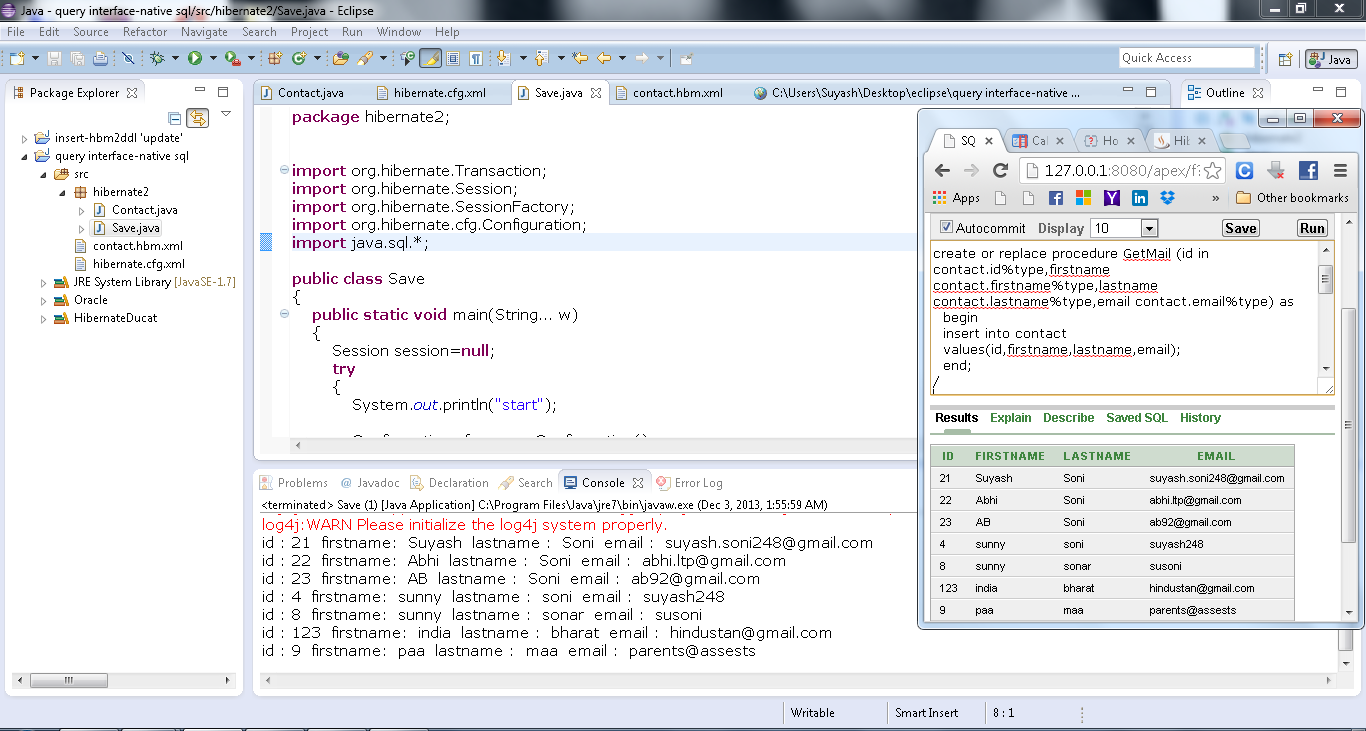 Java - query interface-native sql/src/hibernate2/Save.java - Eclipse
File Edit Source Refactor Navigate Search Project Run Window Help
Quick Access
Java
Package Explorer
insert-hbm2ddl 'update'
query interface-native sql
src
hibernate2
Contact.java
Save.java
contact.hbm.xml
hibernate.cfg.xml
JRE System Library [JavaSE-1.7]
Oracle
HibernateDucat
Contact.java hibernate.cfg.xml Save.java contact.hbm.xml C:\Users\Suyash\Desktop\eclipse\query interface-native ...
package hibernate2;
import org.hibernate.Transaction;
import org.hibernate.Session;
import org.hibernate.SessionFactory;
import org.hibernate.cfg.Configuration;
import java.sql.*;
public class Save
{
public static void main(String... w)
{
Session session=null;
try
{
System.out.println("start");
Problems Javadoc Declaration Search Console Error Log
<terminated> Save (1) [Java Application] C:\Program Files\Java\jre7\bin\javaw.exe (Dec 3, 2013, 1:55:59 AM)
log4j:WARN Please initialize the log4j system properly.
id : 21 firstname: Suyash lastname : Soni email : suyash.soni248@gmail.com
id : 22 firstname: Abhi lastname : Soni email : abhi.ltp@gmail.com
id : 23 firstname: AB lastname : Soni email : ab92@gmail.com
id : 4 firstname: sunny lastname : soni email : suyash248
id : 8 firstname: sunny lastname : sonar email : susoni
id : 123 firstname: india lastname : bharat email : hindustan@gmail.com
id : 9 firstname: paa lastname : maa email : parents@assests
Outline
SQ Cal Ho Hil
127.0.0.1:8080/apex/f?
Apps » Other bookmarks
Autocommit Display 10 Save Run
create or replace procedure GetMail (id in
contact.id%type,firstname
contact.firstname%type,lastname
contact.lastname%type,email contact.email%type) as
begin
insert into contact
values(id,firstname,lastname,email);
end;
/
Results Explain Describe Saved SQL History
ID FIRSTNAME LASTNAME EMAIL
21 Suyash Soni suyash.soni248@gmail.com
22 Abhi Soni abhi.ltp@gmail.com
23 AB Soni ab92@gmail.com
4 sunny soni suyash248
8 sunny sonar susoni
123 india bharat hindustan@gmail.com
9 paa maa parents@assests
Writable Smart Insert 8 : 1